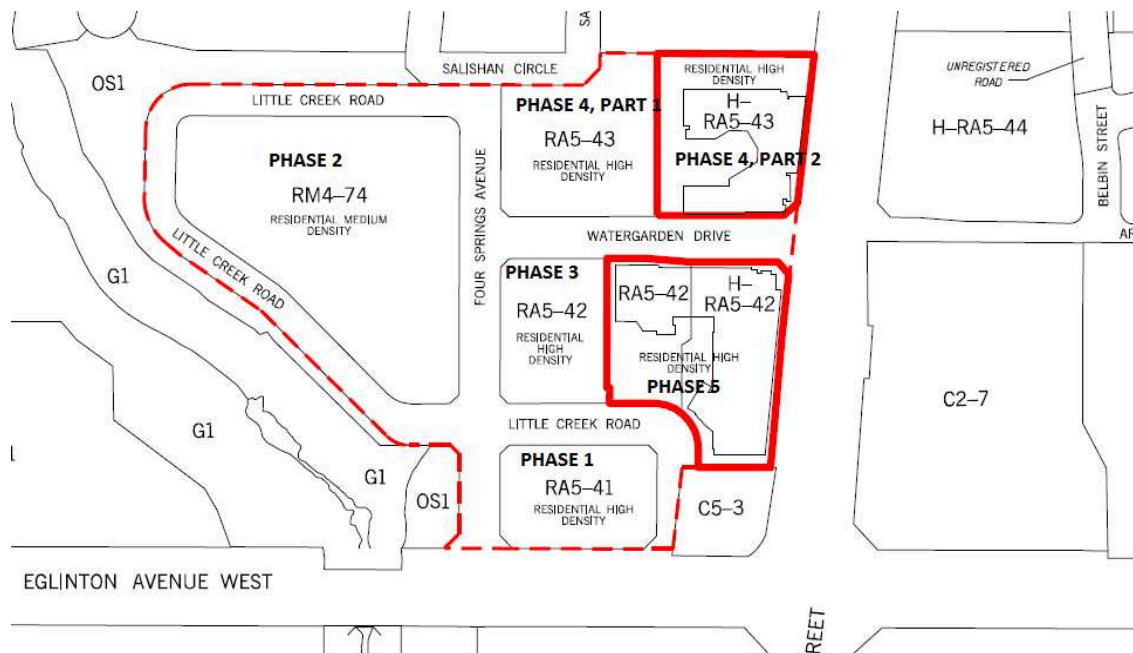 SA
SALISHAN CIRCLE
OS1
LITTLE CREEK ROAD
RESIDENTIAL HIGH
DENSITY
H-
RA5-43
PHASE 4, PART 2
UNREGISTERED
ROAD
H-RA5-44
BELBIN STREET
AR
PHASE 4, PART 1
RA5-43
RESIDENTIAL HIGH
DENSITY
PHASE 2
RM4-74
RESIDENTIAL MEDIUM
DENSITY
FOUR SPRINGS AVENUE
WATERGARDEN DRIVE
LITTLE CREEK ROAD
G1
PHASE 3
RA5-42
RESIDENTIAL
HIGH
DENSITY
RA5-42
H-
RA5-42
RESIDENTIAL HIGH
DENSITY
PHASE 5
C2-7
LITTLE CREEK ROAD
G1
1
G1
OS1
PHASE 1
RA5-41
RESIDENTIAL HIGH
DENSITY
C5-3
EGLINTON AVENUE WEST
REET